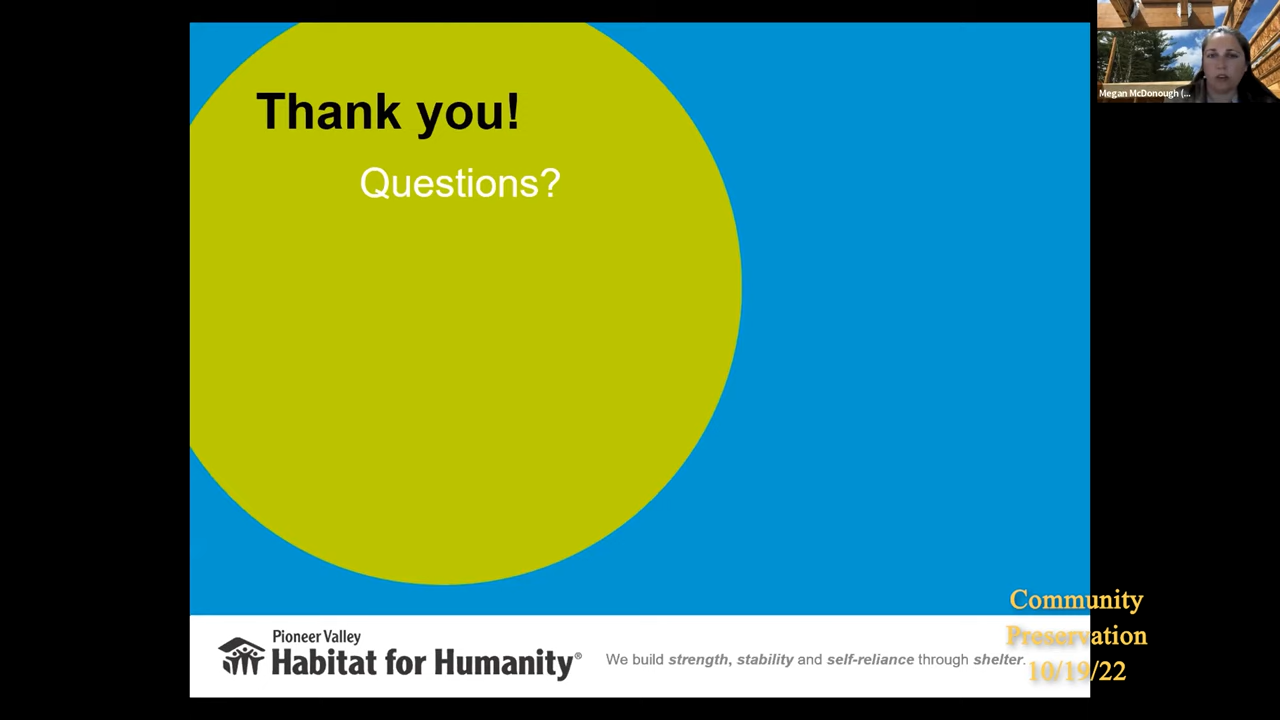 Thank you!
Questions?
Megan McDonough (...
Pioneer Valley
Habitat for Humanity®
We build strength, stability and self-reliance through shelter.
Community
Preservation
10/19/22